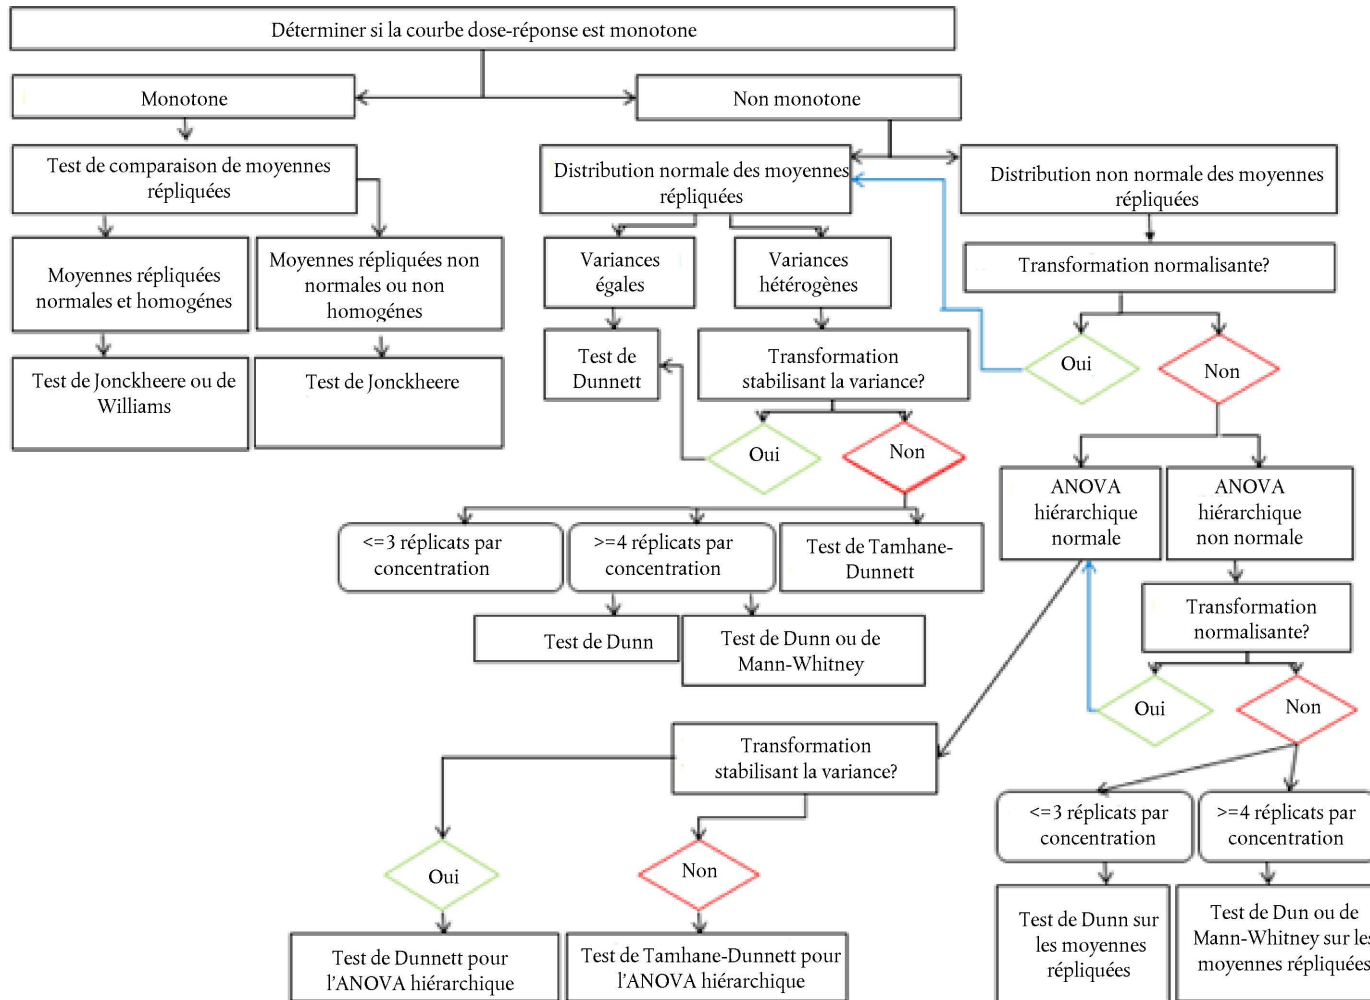 Déterminer si la courbe dose-réponse est monotone
Monotone
Non monotone
Test de comparaison de moyennes
répliquées
Distribution normale des moyennes
répliquées
Distribution non normale des moyennes
répliquées
Moyennes répliquées
normales et homogénes
Moyennes répliquées non
normales ou non
homogénes
Variances
égales
Variances
hétérogènes
Transformation normalisante?
Test de Jonckheere ou de
Williams
Test de Jonckheere
Test de
Dunnett
Transformation
stabilisant la variance?
Oui
Non
Oui
Non
ANOVA
hiérarchique
normale
ANOVA
hiérarchique
non normale
<=3 réplicats par
concentration
>=4 réplicats par
concentration
Test de Tamhane-
Dunnett
Test de Dunn
Test de Dunn ou de
Mann-Whitney
Transformation
normalisante?
Oui
Non
Transformation
stabilisant la variance?
<=3 réplicats par
concentration
>=4 réplicats par
concentration
Oui
Non
Test de Dunnett pour
l'ANOVA hiérarchique
Test de Tamhane-Dunnett pour
l'ANOVA hiérarchique
Test de Dunn sur
les moyennes
répliquées
Test de Dun ou de
Mann-Whitney sur les
moyennes répliquées